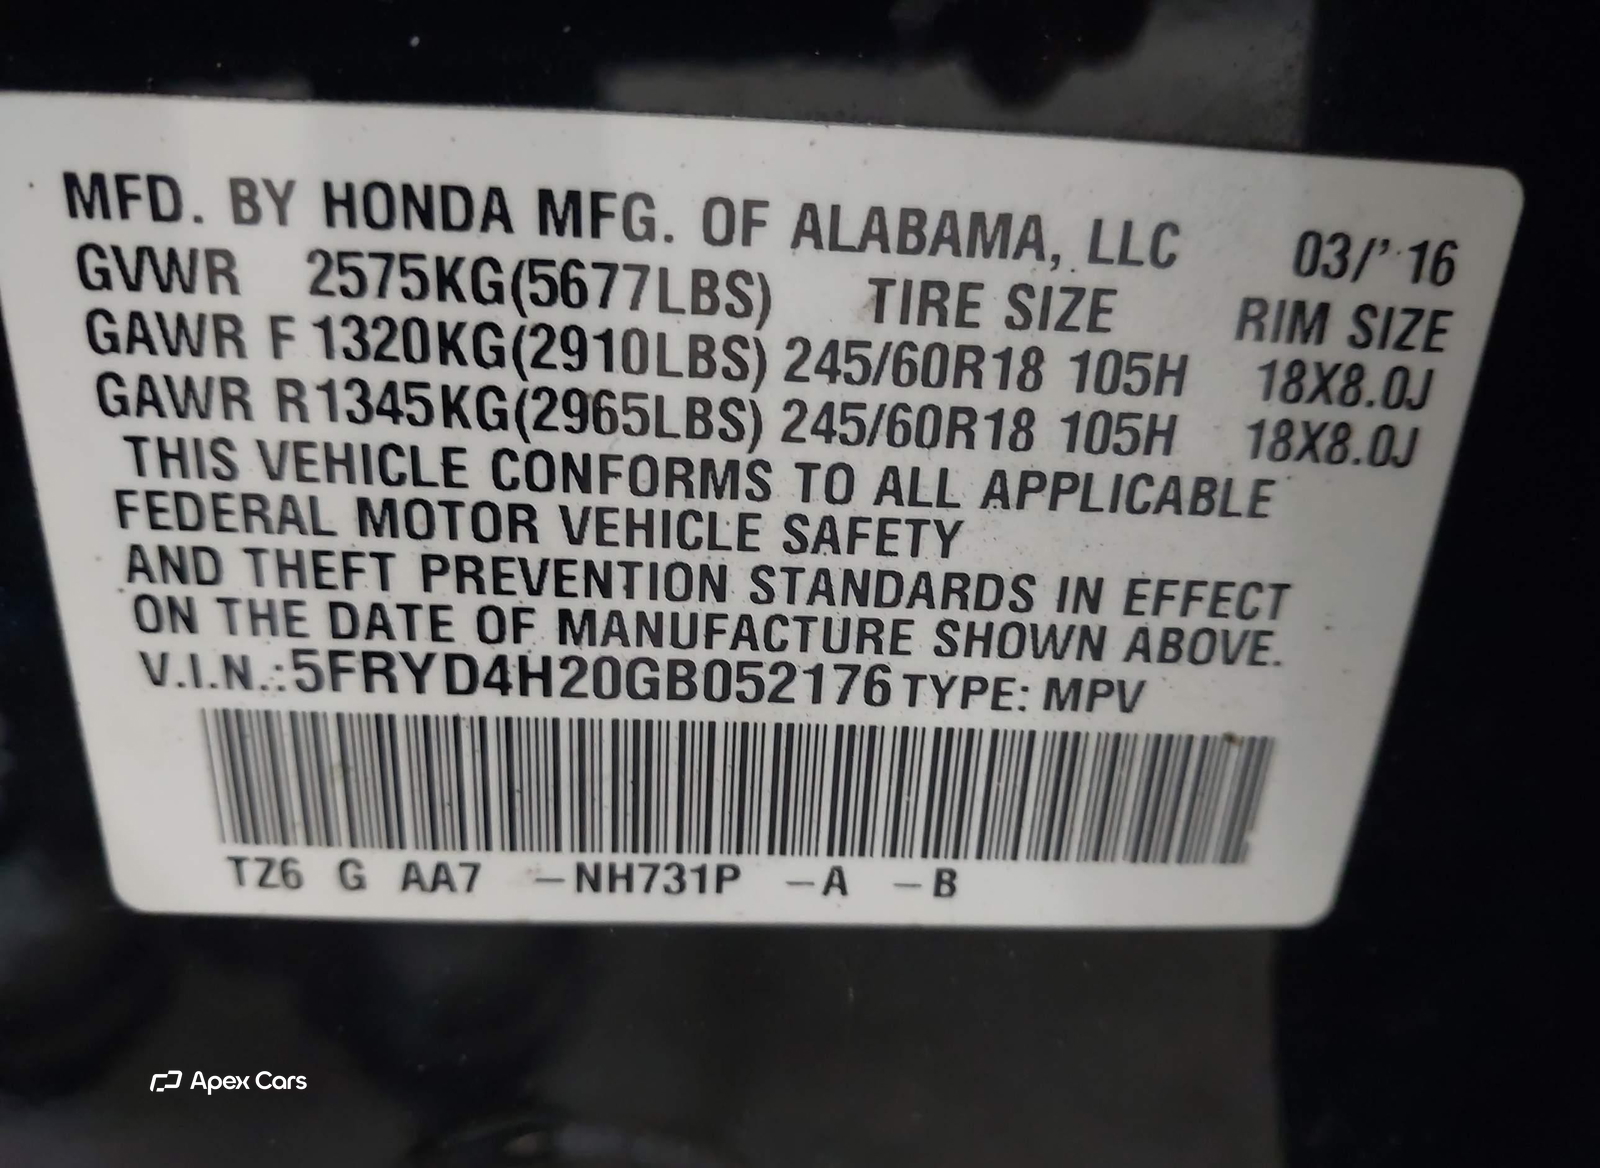 MFD. BY HONDA MFG. OF ALABAMA, LLC 03/'16
GVWR 2575KG(5677LBS) TIRE SIZE RIM SIZE
GAWR F 1320KG(2910LBS) 245/60R18 105H 18X8.0J
GAWR R 1345KG(2965LBS) 245/60R18 105H 18X8.0J
THIS VEHICLE CONFORMS TO ALL APPLICABLE
FEDERAL MOTOR VEHICLE SAFETY
AND THEFT PREVENTION STANDARDS IN EFFECT
ON THE DATE OF MANUFACTURE SHOWN ABOVE.
V.I.N.:5FRYD4H20GB052176 TYPE: MPV
TZ6 G AA7 -NH731P -A -B
Apex Cars